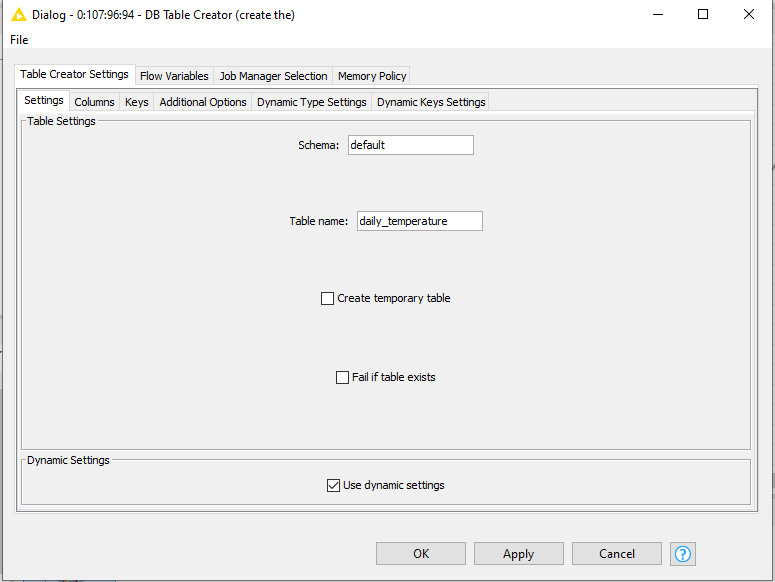 Dialog - 0:107:96:94 - DB Table Creator (create the)
File
Table Creator Settings Flow Variables Job Manager Selection Memory Policy
Settings Columns Keys Additional Options Dynamic Type Settings Dynamic Keys Settings
Table Settings
Schema: default
Table name: daily_temperature
Create temporary table
Fail if table exists
Dynamic Settings
Use dynamic settings
OK Apply Cancel ?